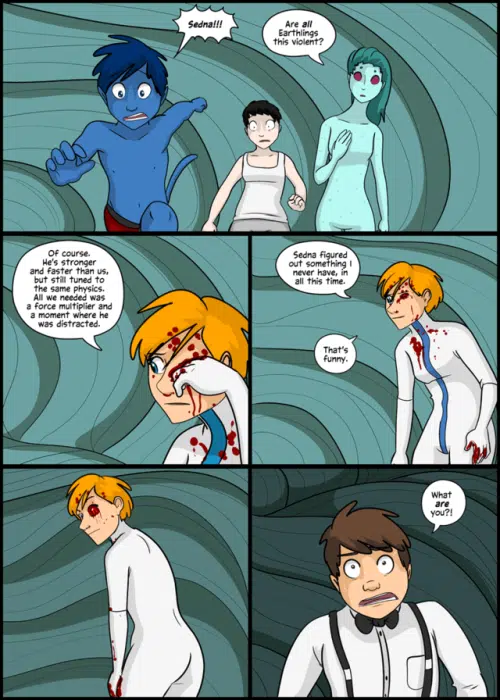 Sedna!!!
Are all
Earthlings
this violent?
Of course.
He's stronger
and faster than us,
but still tuned to
the same physics.
All we needed was
a force multiplier and
a moment where he
was distracted.
Sedna figured
out something I
never have, in
all this time.
That's
funny.
What
are
you?!